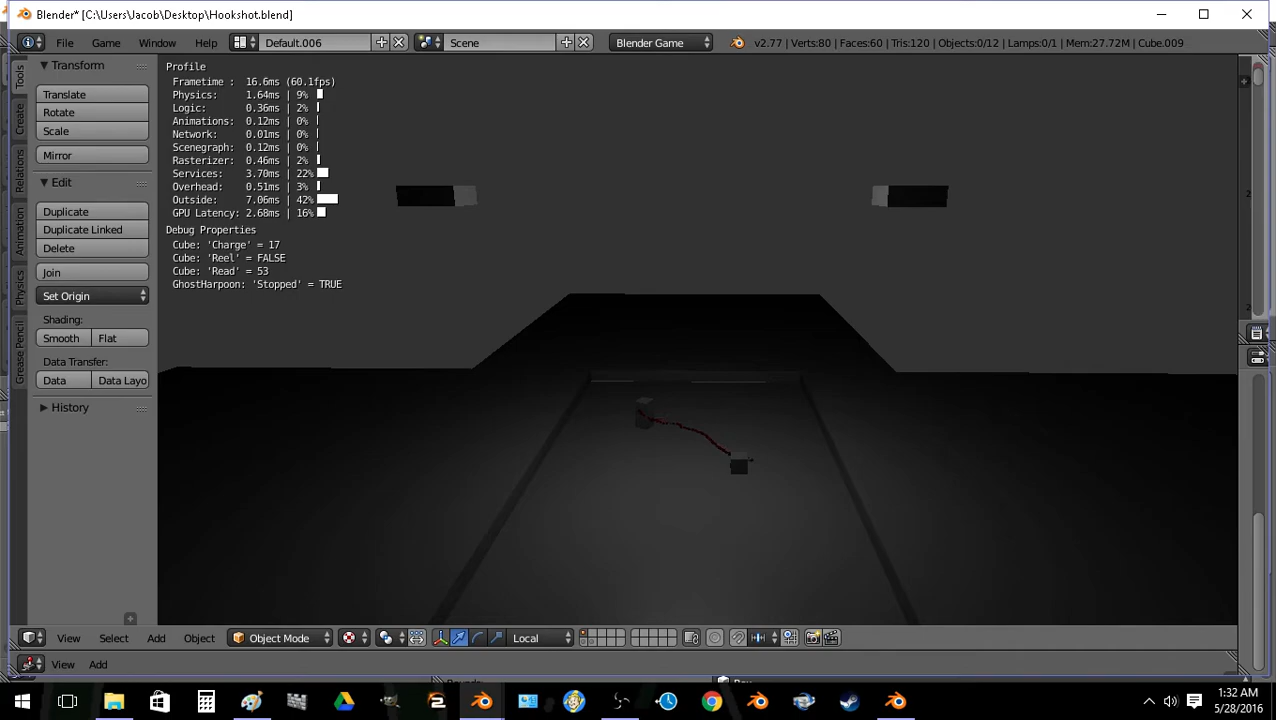 Blender* [C:\Users\Jacob\Desktop\Hookshot.blend]
File Game Window Help Default.006 Scene Blender Game v2.77 | Verts:80 | Faces:60 | Tris:120 | Objects:0/12 | Lamps:0/1 | Mem:27.72M | Cube.009
Tools
Create
Relations
Animation
Physics
Grease Pencil
Transform
Translate
Rotate
Scale
Mirror
Edit
Duplicate
Duplicate Linked
Delete
Join
Set Origin
Shading:
Smooth Flat
Data Transfer:
Data Data Layo
History
Profile
Frametime : 16.6ms (60.1fps)
Physics: 1.64ms | 9%
Logic: 0.36ms | 2%
Animations: 0.12ms | 0%
Network: 0.01ms | 0%
Scenegraph: 0.12ms | 0%
Rasterizer: 0.46ms | 2%
Services: 3.70ms | 22%
Overhead: 0.51ms | 3%
Outside: 7.06ms | 42%
GPU Latency: 2.68ms | 16%
Debug Properties
Cube: 'Charge' = 17
Cube: 'Reel' = FALSE
Cube: 'Read' = 53
GhostHarpoon: 'Stopped' = TRUE
2
2
View Select Add Object Object Mode Local
View Add
1:32 AM
5/28/2016